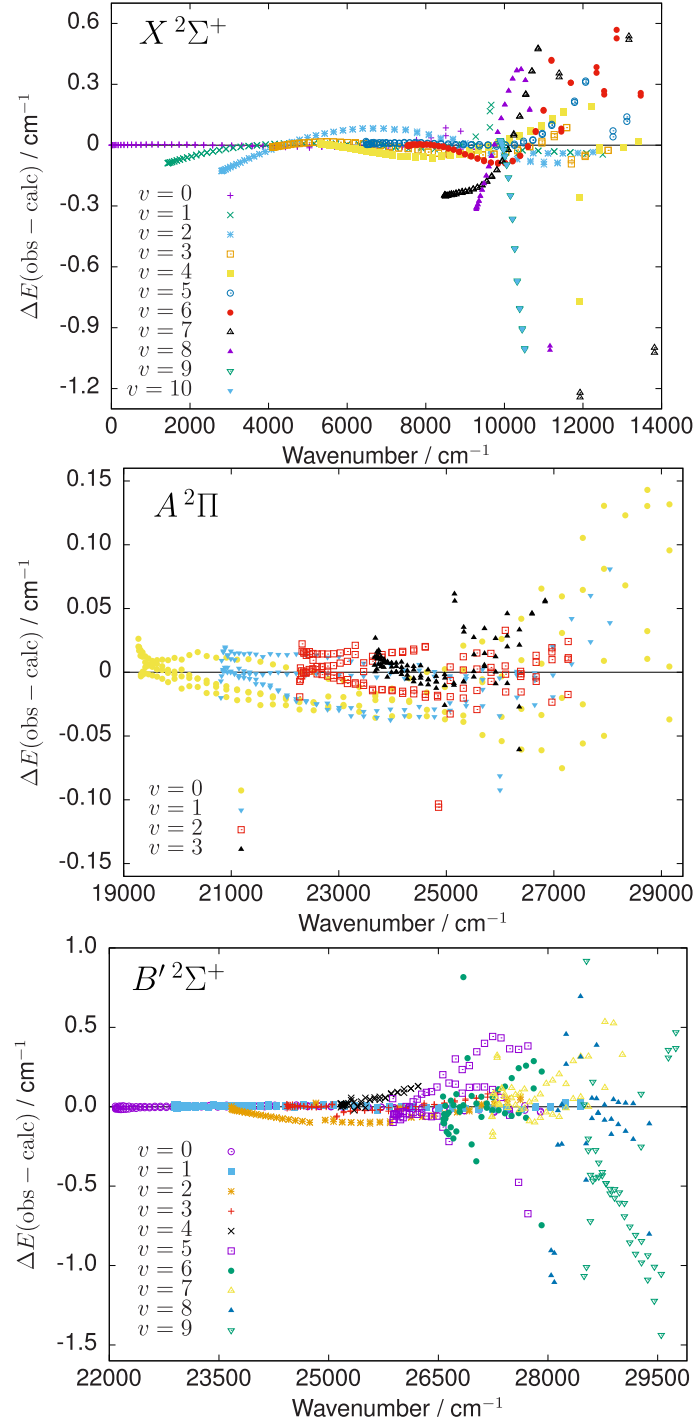 X ²Σ+
ΔE(obs − calc) / cm⁻¹
0.6
0.3
0
-0.3
-0.6
-0.9
-1.2
v = 0
v = 1
v = 2
v = 3
v = 4
v = 5
v = 6
v = 7
v = 8
v = 9
v = 10
0 2000 4000 6000 8000 10000 12000 14000
Wavenumber / cm⁻¹
A ²Π
ΔE(obs − calc) / cm⁻¹
0.15
0.10
0.05
0
-0.05
-0.10
-0.15
v = 0
v = 1
v = 2
v = 3
19000 21000 23000 25000 27000 29000
Wavenumber / cm⁻¹
B′ ²Σ+
ΔE(obs − calc) / cm⁻¹
1.0
0.5
0.0
-0.5
-1.0
-1.5
v = 0
v = 1
v = 2
v = 3
v = 4
v = 5
v = 6
v = 7
v = 8
v = 9
22000 23500 25000 26500 28000 29500
Wavenumber / cm⁻¹